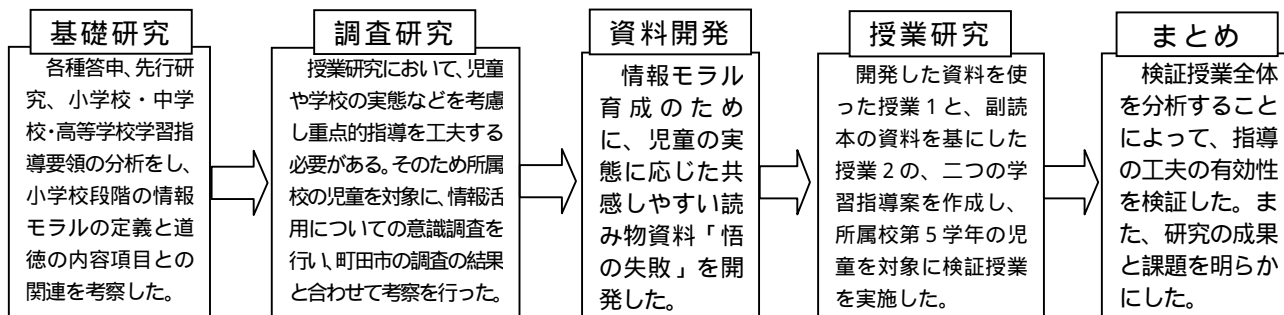 基礎研究
各種答申、先行研
究、小学校・中学
校・高等学校学習指
導要領の分析をし、
小学校段階の情報
モラルの定義と道
徳の内容項目との
関連を考察した。
調査研究
授業研究において、児童
や学校の実態などを考慮
し重点的指導を工夫する
必要がある。そのため所属
校の児童を対象に、情報活
用についての意識調査を
行い、町田市の調査の結果
と合わせて考察を行った。
資料開発
情報モラル
育成のため
に、児童の実
態に応じた共
感しやすい読
み物資料「悟
の失敗」を開
発した。
授業研究
開発した資料を使
った授業1と、副読
本の資料を基にした
授業2の、二つの学
習指導案を作成し、
所属校第5学年の児
童を対象に検証授業
を実施した。
まとめ
検証授業全体
を分析すること
によって、指導
の工夫の有効性
を検証した。ま
た、研究の成果
と課題を明らか
にした。